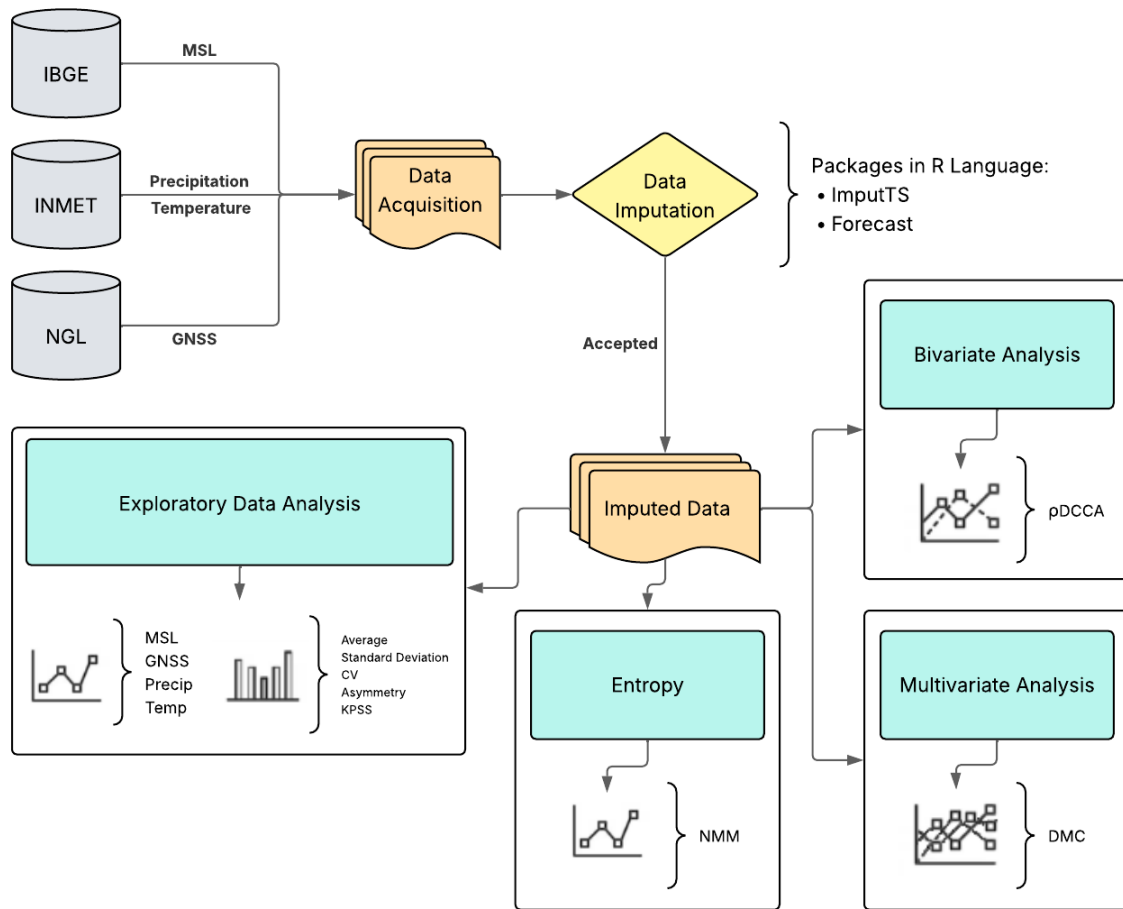 IBGE
MSL
INMET
Precipitation
Temperature
NGL
GNSS
Data
Acquisition
Data
Imputation
Packages in R Language:
• ImputTS
• Forecast
Accepted
Bivariate Analysis
ρDCCA
Exploratory Data Analysis
MSL
GNSS
Precip
Temp
Average
Standard Deviation
CV
Asymmetry
KPSS
Imputed Data
Entropy
NMM
Multivariate Analysis
DMC